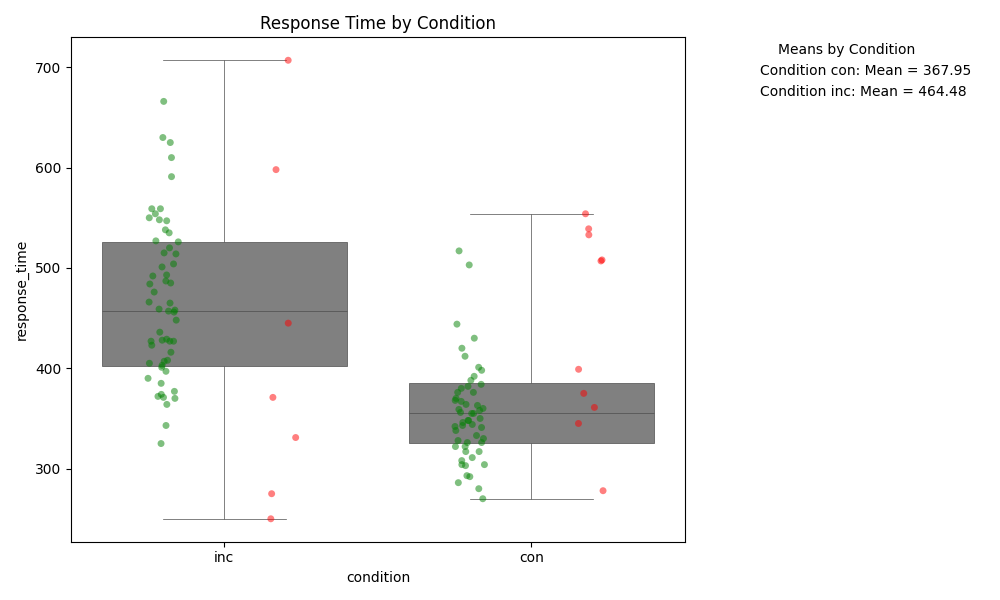 Response Time by Condition
Means by Condition
Condition con: Mean = 367.95
Condition inc: Mean = 464.48
700
600
500
400
300
response_time
inc
con
condition